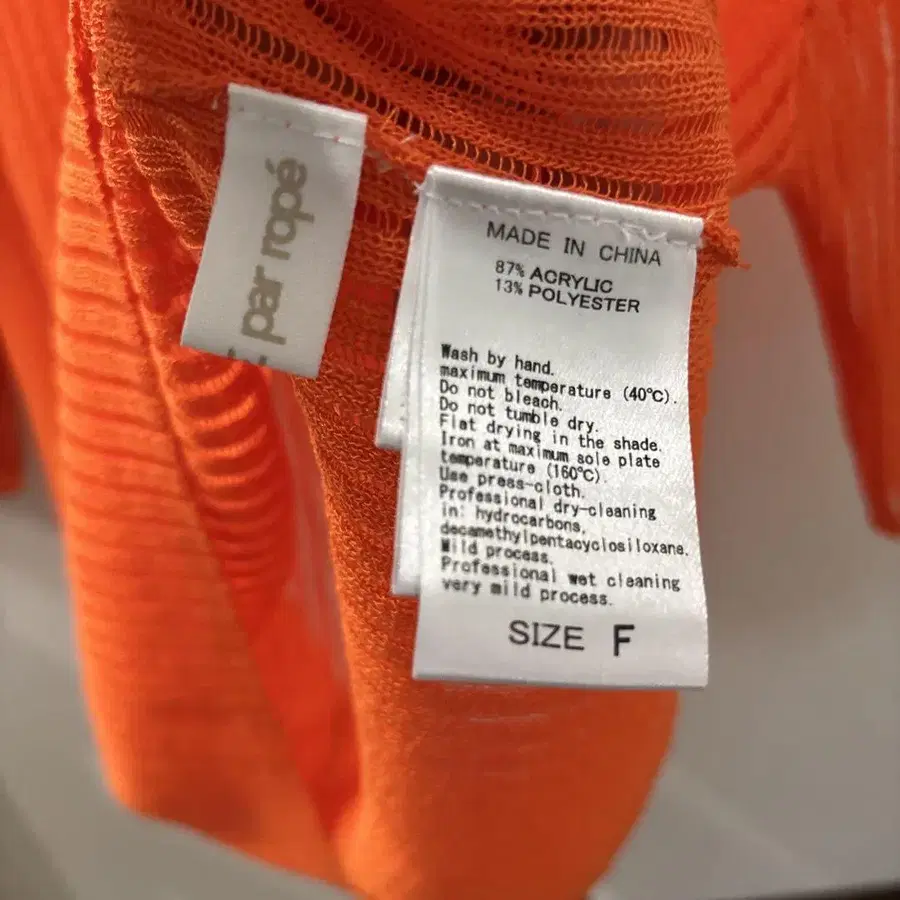 par ropé
MADE IN CHINA
87% ACRYLIC
13% POLYESTER
Wash by hand.
maximum temperature (40℃).
Do not bleach.
Do not tumble dry.
Flat drying in the shade.
Iron at maximum sole plate
temperature (160℃).
Use press-cloth.
Professional dry-cleaning
in: hydrocarbons,
decamethylpentacyclosiloxane.
Mild process.
Professional wet cleaning
very mild process.
SIZE F